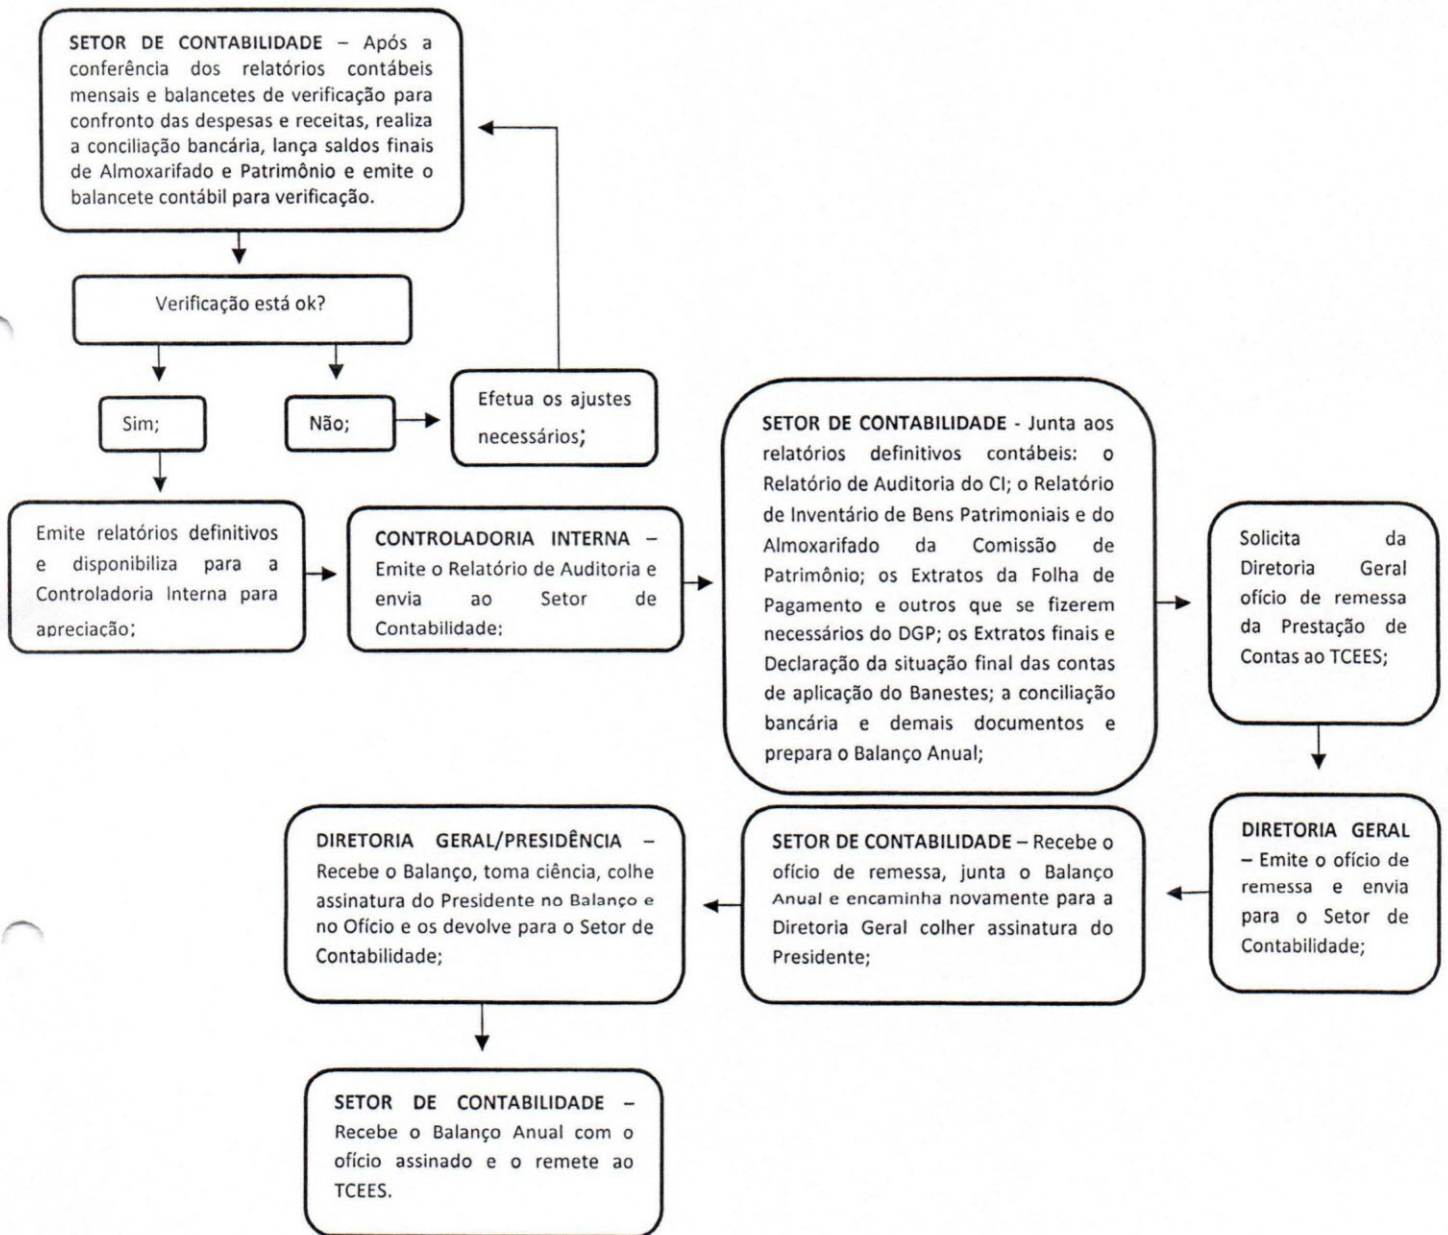 SETOR DE CONTABILIDADE – Após a
conferência dos relatórios contábeis
mensais e balancetes de verificação para
confronto das despesas e receitas, realiza
a conciliação bancária, lança saldos finais
de Almoxarifado e Patrimônio e emite o
balancete contábil para verificação.
Verificação está ok?
Sim;
Não;
Efetua os ajustes
necessários;
Emite relatórios definitivos
e disponibiliza para a
Controladoria Interna para
apreciação;
CONTROLADORIA INTERNA –
Emite o Relatório de Auditoria e
envia ao Setor de
Contabilidade;
SETOR DE CONTABILIDADE - Junta aos
relatórios definitivos contábeis: o
Relatório de Auditoria do CI; o Relatório
de Inventário de Bens Patrimoniais e do
Almoxarifado da Comissão de
Patrimônio; os Extratos da Folha de
Pagamento e outros que se fizerem
necessários do DGP; os Extratos finais e
Declaração da situação final das contas
de aplicação do Banestes; a conciliação
bancária e demais documentos e
prepara o Balanço Anual;
Solicita da
Diretoria Geral
ofício de remessa
da Prestação de
Contas ao TCEES;
DIRETORIA GERAL
– Emite o ofício de
remessa e envia
para o Setor de
Contabilidade;
SETOR DE CONTABILIDADE – Recebe o
ofício de remessa, junta o Balanço
Anual e encaminha novamente para a
Diretoria Geral colher assinatura do
Presidente;
DIRETORIA GERAL/PRESIDÊNCIA –
Recebe o Balanço, toma ciência, colhe
assinatura do Presidente no Balanço e
no Ofício e os devolve para o Setor de
Contabilidade;
SETOR DE CONTABILIDADE –
Recebe o Balanço Anual com o
ofício assinado e o remete ao
TCEES.